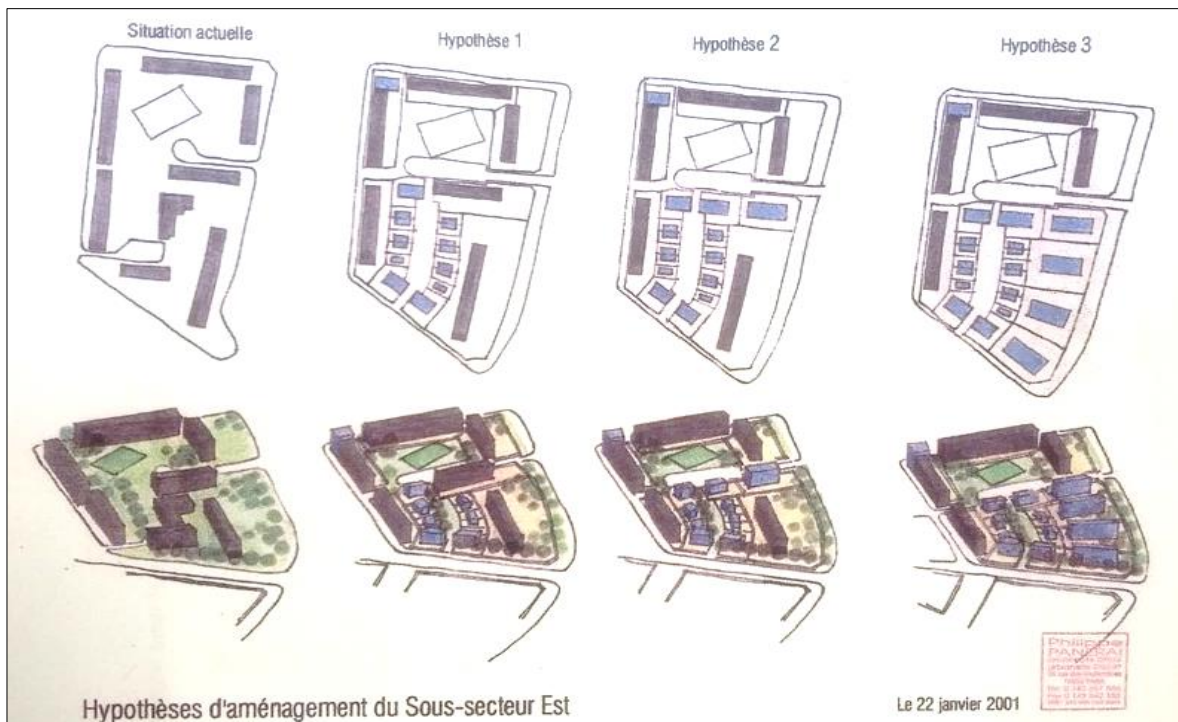 Situation actuelle
Hypothèse 1
Hypothèse 2
Hypothèse 3
Hypothèses d'aménagement du Sous-secteur Est
Le 22 janvier 2001
Philippe
PANERAI